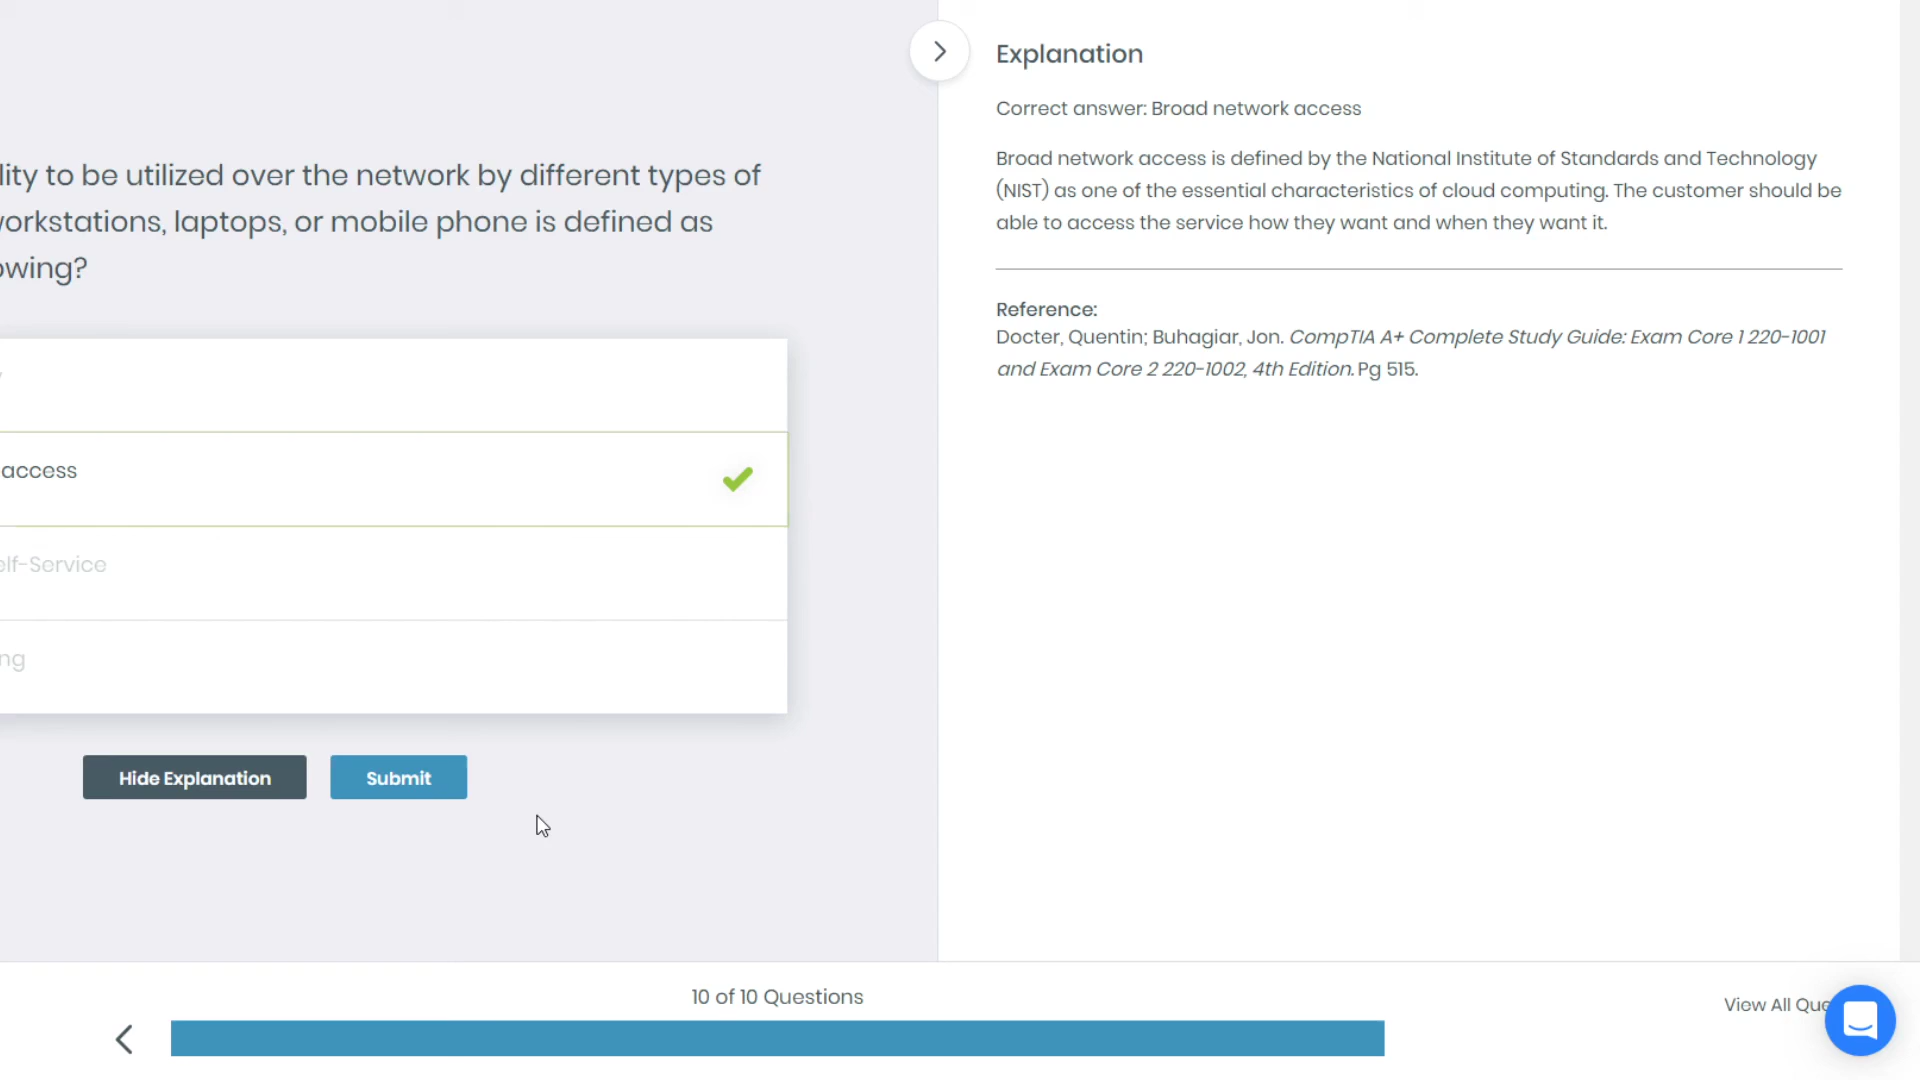 lity to be utilized over the network by different types of
orkstations, laptops, or mobile phone is defined as
owing?
access
elf-Service
ng
Hide Explanation
Submit
Explanation
Correct answer: Broad network access
Broad network access is defined by the National Institute of Standards and Technology
(NIST) as one of the essential characteristics of cloud computing. The customer should be
able to access the service how they want and when they want it.
Reference:
Docter, Quentin; Buhagiar, Jon. CompTIA A+ Complete Study Guide: Exam Core 1 220-1001
and Exam Core 2 220-1002, 4th Edition. Pg 515.
10 of 10 Questions
View All Que